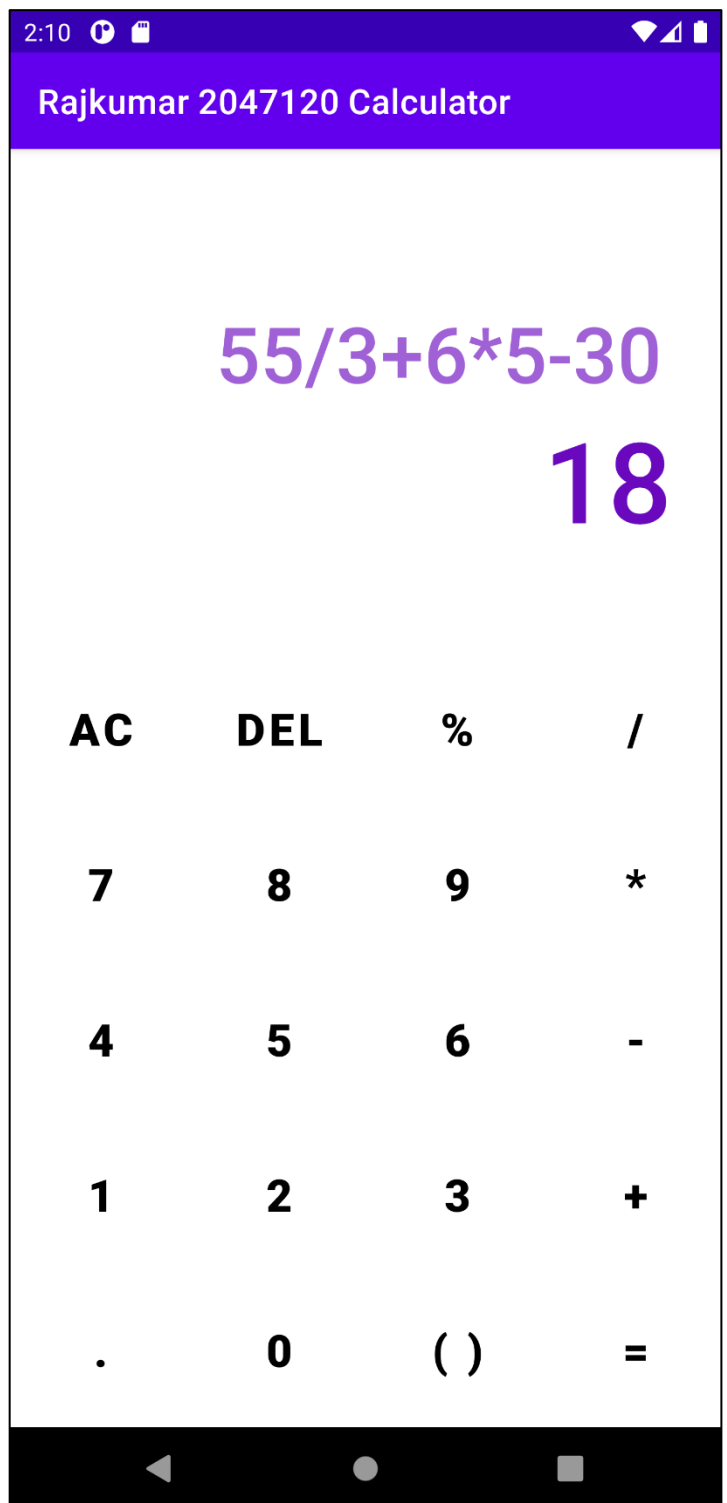 2:10
Rajkumar 2047120 Calculator
55/3+6*5-30
18
AC DEL % /
7 8 9 *
4 5 6 -
1 2 3 +
. 0 ( ) =